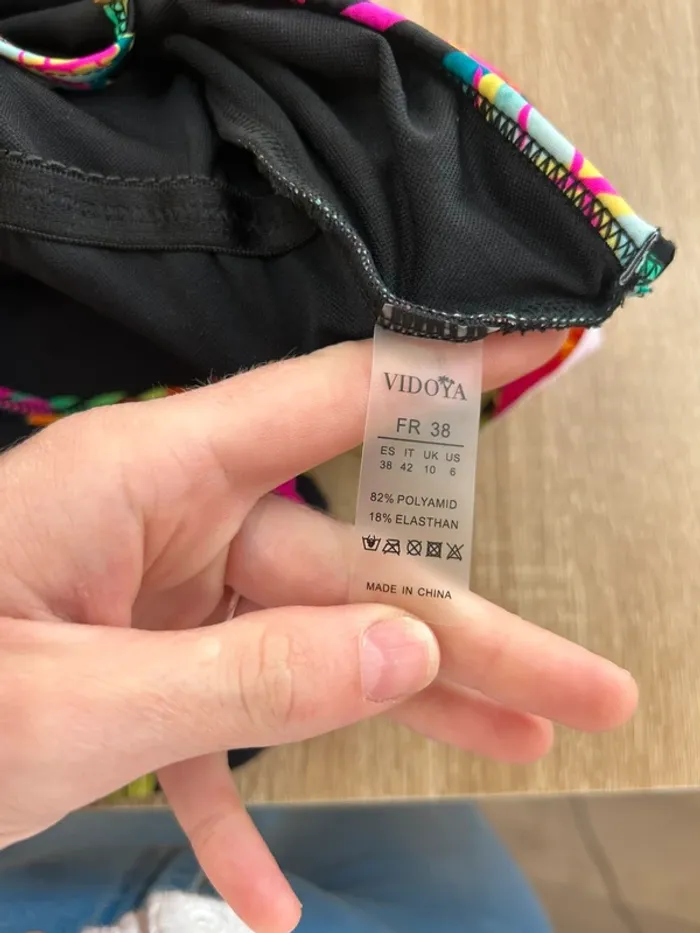 VIDOYA
FR 38
ES IT UK US
38 42 10 6
82% POLYAMID
18% ELASTHAN
MADE IN CHINA